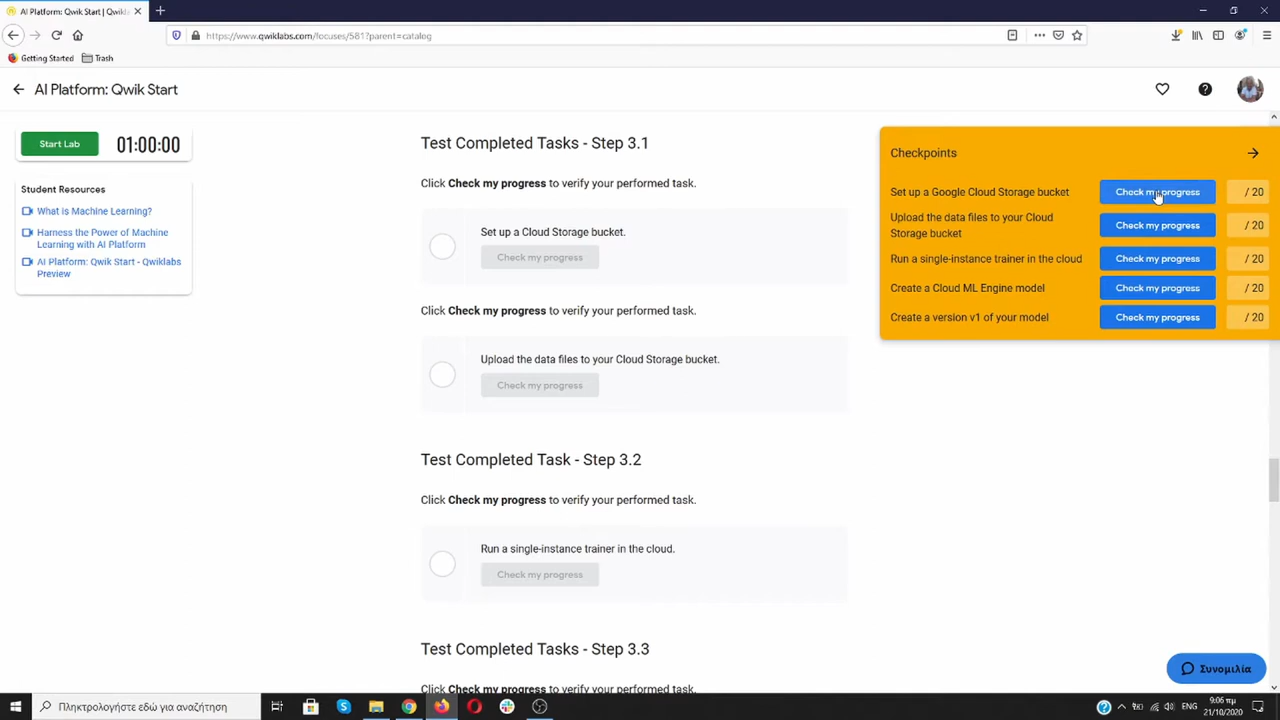 AI Platform: Qwik Start | Qwikla
https://www.qwiklabs.com/focuses/581?parent=catalog
Getting Started
Trash
AI Platform: Qwik Start
Start Lab
01:00:00
Student Resources
What is Machine Learning?
Harness the Power of Machine
Learning with AI Platform
AI Platform: Qwik Start - Qwiklabs
Preview
Test Completed Tasks - Step 3.1
Click Check my progress to verify your performed task.
Set up a Cloud Storage bucket.
Check my progress
Click Check my progress to verify your performed task.
Upload the data files to your Cloud Storage bucket.
Check my progress
Test Completed Task - Step 3.2
Click Check my progress to verify your performed task.
Run a single-instance trainer in the cloud.
Check my progress
Test Completed Tasks - Step 3.3
Click Check my progress to verify your performed task.
Checkpoints
Set up a Google Cloud Storage bucket
Check my progress
/ 20
Upload the data files to your Cloud
Storage bucket
Check my progress
/ 20
Run a single-instance trainer in the cloud
Check my progress
/ 20
Create a Cloud ML Engine model
Check my progress
/ 20
Create a version v1 of your model
Check my progress
/ 20
Συνομιλία
Πληκτρολογήστε εδώ για αναζήτηση
ΕΝG
9:06 πμ
21/10/2020